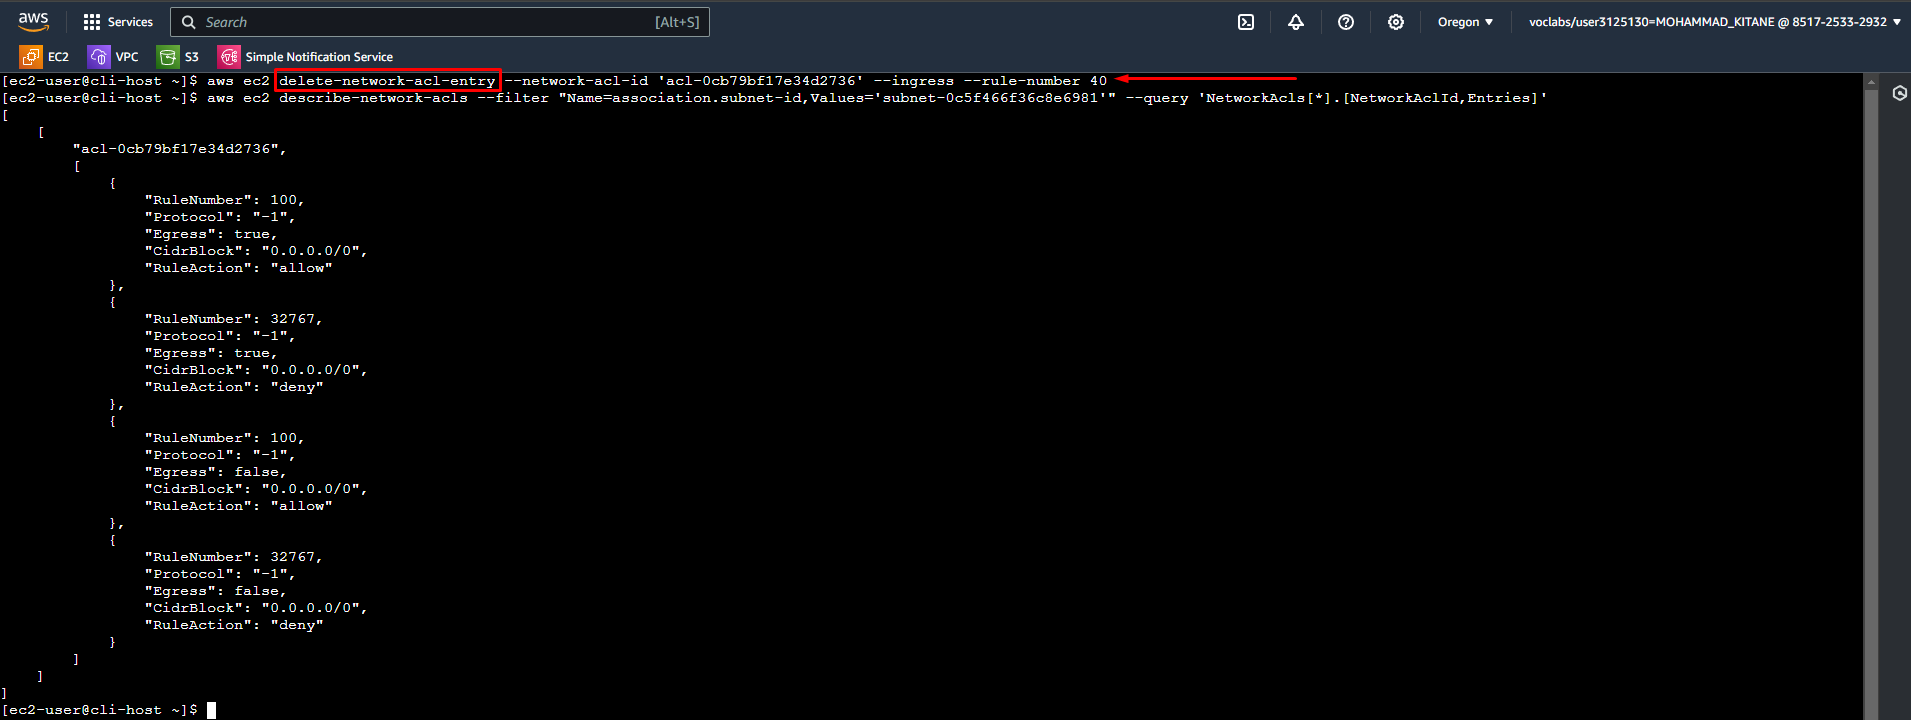 aws Services Search [Alt+S] Oregon voclabs/user3125130=MOHAMMAD_KITANE @ 8517-2533-2932
EC2 VPC S3 Simple Notification Service
[ec2-user@cli-host ~]$ aws ec2 delete-network-acl-entry --network-acl-id 'acl-0cb79bf17e34d2736' --ingress --rule-number 40
[ec2-user@cli-host ~]$ aws ec2 describe-network-acls --filter "Name=association.subnet-id,Values='subnet-0c5f466f36c8e6981'" --query 'NetworkAcls[*].[NetworkAclId,Entries]'
[
    [
        "acl-0cb79bf17e34d2736",
        [
            {
                "RuleNumber": 100,
                "Protocol": "-1",
                "Egress": true,
                "CidrBlock": "0.0.0.0/0",
                "RuleAction": "allow"
            },
            {
                "RuleNumber": 32767,
                "Protocol": "-1",
                "Egress": true,
                "CidrBlock": "0.0.0.0/0",
                "RuleAction": "deny"
            },
            {
                "RuleNumber": 100,
                "Protocol": "-1",
                "Egress": false,
                "CidrBlock": "0.0.0.0/0",
                "RuleAction": "allow"
            },
            {
                "RuleNumber": 32767,
                "Protocol": "-1",
                "Egress": false,
                "CidrBlock": "0.0.0.0/0",
                "RuleAction": "deny"
            }
        ]
    ]
]
[ec2-user@cli-host ~]$